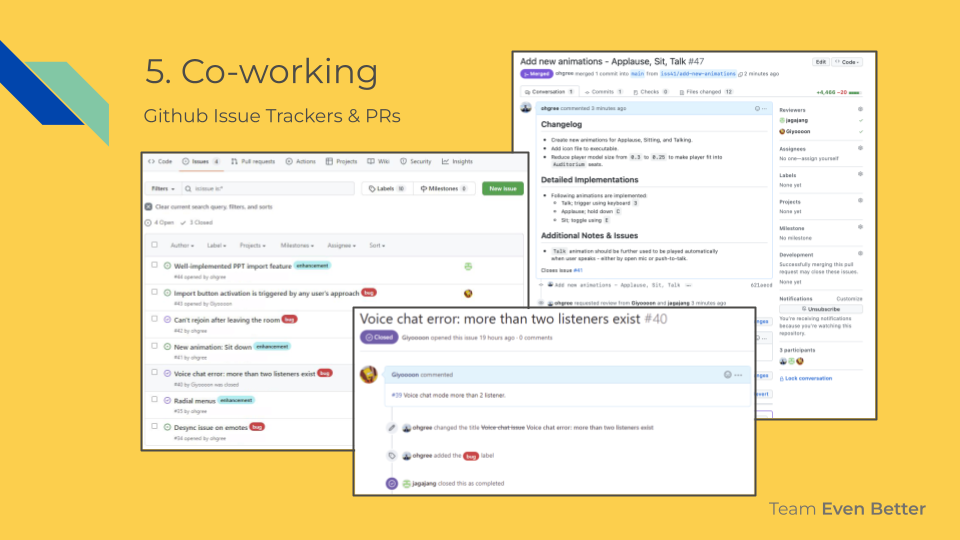 5. Co-working
Github Issue Trackers & PRs
Code Issues 4 Pull requests Actions Projects Wiki Security Insights
Filters is:issue is:*
Labels 10 Milestones 0 New issue
Clear current search query, filters, and sorts
4 Open 3 Closed
Author Label Projects Milestones Assignee Sort
Well-implemented PPT import feature enhancement
#44 opened by ohgree
Import button activation is triggered by any user's approach bug
#43 opened by Giyoooon
Can't rejoin after leaving the room bug
#42 by ohgree
New animation: Sit down enhancement
#41 by ohgree
Voice chat error: more than two listeners exist bug
#40 by Giyoooon was closed
Radial menus enhancement
#35 by ohgree
Desync issue on emotes bug
#34 opened by ohgree
Add new animations - Applause, Sit, Talk #47
Edit Code
Merged ohgree merged 1 commit into main from iss41/add-new-animations 2 minutes ago
Conversation 1 Commits 1 Checks 0 Files changed 12
+4,466 −20
ohgree commented 3 minutes ago
Changelog
Create new animations for Applause, Sitting, and Talking.
Add icon file to executable.
Reduce player model size from 0.5 to 0.25 to make player fit into
Auditorium seats.
Detailed Implementations
Following animations are implemented:
Talk; trigger using keyboard
Applause; hold down C
Sit; toggle using
Additional Notes & Issues
Talk animation should be further used to be played automatically
when user speaks - either by open mic or push-to-talk.
Closes issue #41
Add new animations - Applause, Sit, Talk
ohgree requested review from Giyoooon and jagajang 3 minutes ago
Reviewers
jagajang
Giyoooon
Assignees
No one—assign yourself
Labels
None yet
Projects
None yet
Milestone
No milestone
Development
Successfully merging this pull
request may close these issues.
None yet
Notifications Customize
Unsubscribe
You're receiving notifications
because you're watching this
repository.
3 participants
Lock conversation
Voice chat error: more than two listeners exist #40
Closed Giyoooon opened this issue 19 hours ago · 0 comments
Giyoooon commented
#39 Voice chat mode more than 2 listener.
ohgree changed the title Voice chat issue Voice chat error: more than two listeners exist
ohgree added the bug label
jagajang closed this as completed
Team Even Better